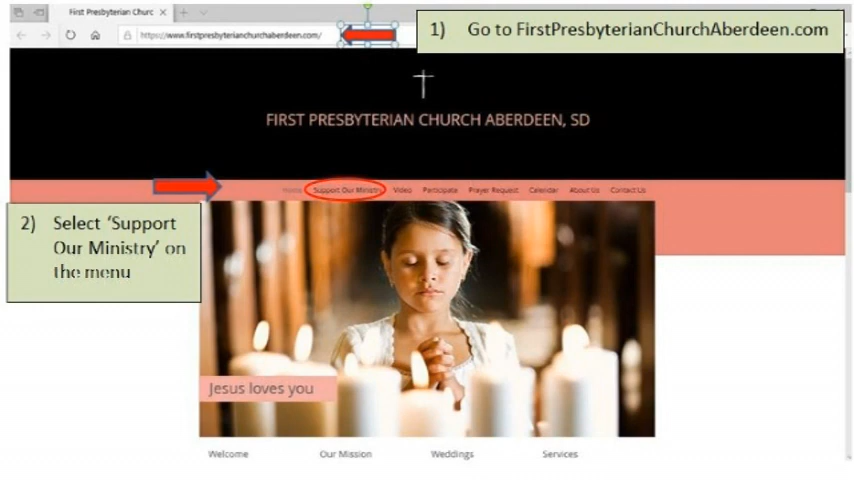 First Presbyterian Churc
https://www.firstpresbyterianchurchaberdeen.com/
1) Go to FirstPresbyterianChurchAberdeen.com
FIRST PRESBYTERIAN CHURCH ABERDEEN, SD
Home Support Our Ministry Video Participate Prayer Request Calendar About Us Contact Us
2) Select ‘Support
Our Ministry’ on
the menu
Jesus loves you
Welcome Our Mission Weddings Services